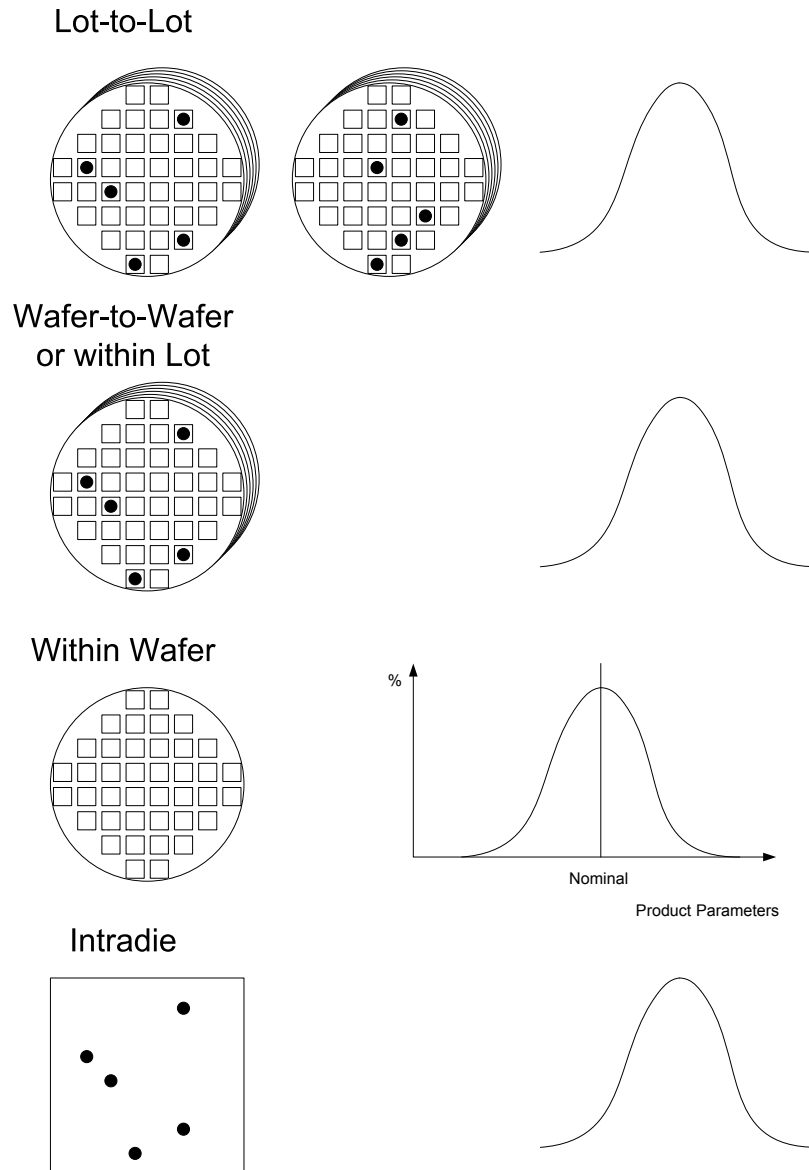 Lot-to-Lot
Wafer-to-Wafer
or within Lot
Within Wafer
%
Nominal
Product Parameters
Intradie